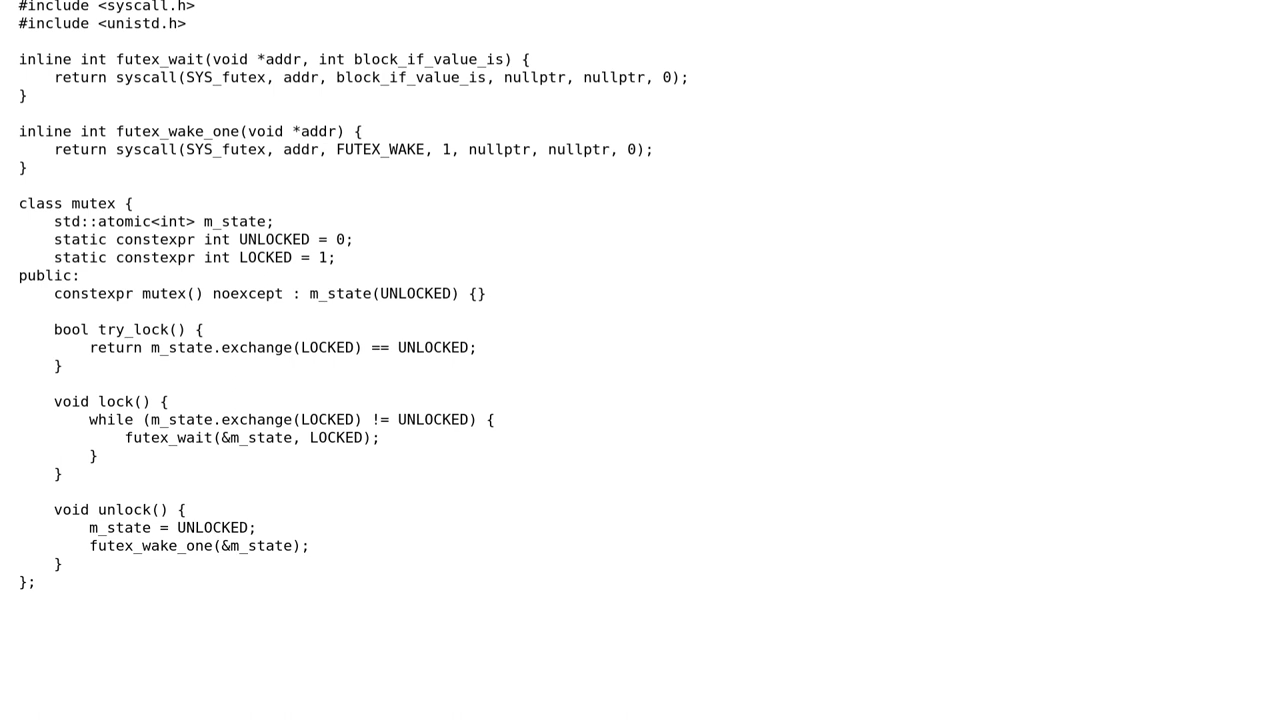 #include <syscall.h>
#include <unistd.h>

inline int futex_wait(void *addr, int block_if_value_is) {
    return syscall(SYS_futex, addr, block_if_value_is, nullptr, nullptr, 0);
}

inline int futex_wake_one(void *addr) {
    return syscall(SYS_futex, addr, FUTEX_WAKE, 1, nullptr, nullptr, 0);
}

class mutex {
    std::atomic<int> m_state;
    static constexpr int UNLOCKED = 0;
    static constexpr int LOCKED = 1;
public:
    constexpr mutex() noexcept : m_state(UNLOCKED) {}

    bool try_lock() {
        return m_state.exchange(LOCKED) == UNLOCKED;
    }

    void lock() {
        while (m_state.exchange(LOCKED) != UNLOCKED) {
            futex_wait(&m_state, LOCKED);
        }
    }

    void unlock() {
        m_state = UNLOCKED;
        futex_wake_one(&m_state);
    }
};